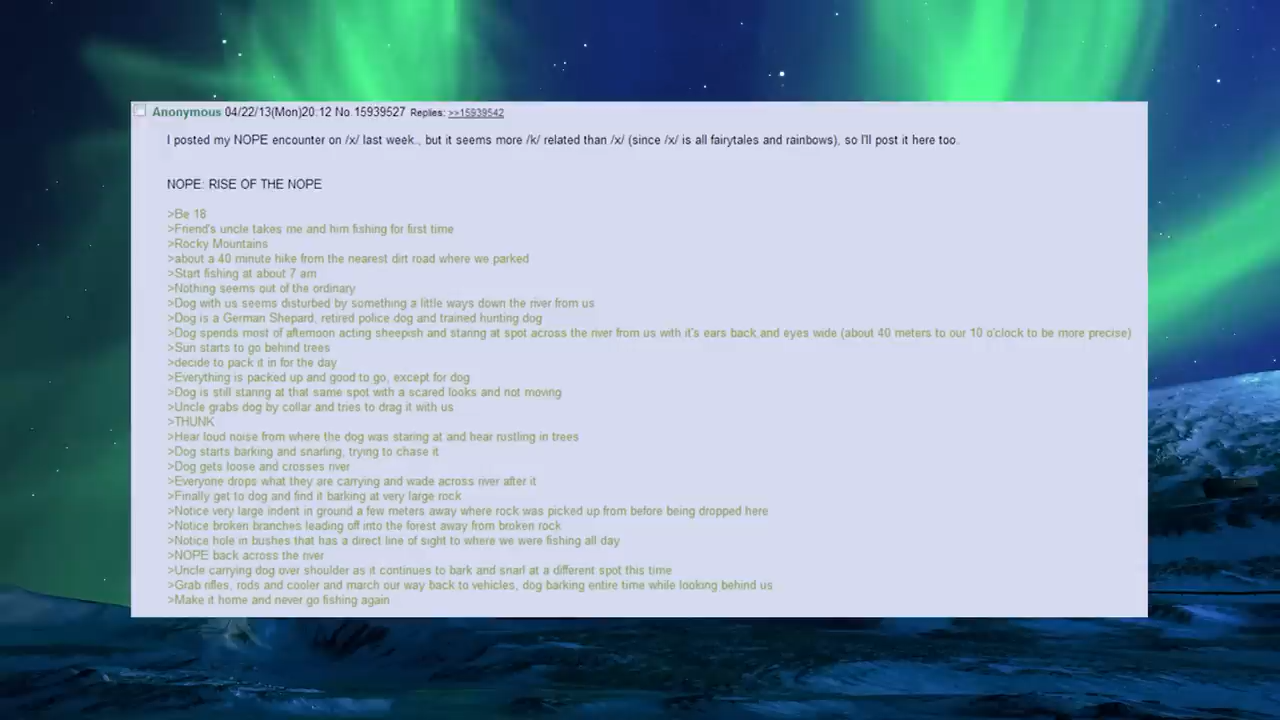 Anonymous 04/22/13(Mon)20:12 No.15939527 Replies: >>15939542
I posted my NOPE encounter on /x/ last week., but it seems more /k/ related than /x/ (since /x/ is all fairytales and rainbows), so I'll post it here too.
NOPE: RISE OF THE NOPE
>Be 18
>Friend's uncle takes me and him fishing for first time
>Rocky Mountains
>about a 40 minute hike from the nearest dirt road where we parked
>Start fishing at about 7 am
>Nothing seems out of the ordinary
>Dog with us seems disturbed by something a little ways down the river from us
>Dog is a German Shepard, retired police dog and trained hunting dog
>Dog spends most of afternoon acting sheepish and staring at spot across the river from us with it's ears back and eyes wide (about 40 meters to our 10 o'clock to be more precise)
>Sun starts to go behind trees
>decide to pack it in for the day
>Everything is packed up and good to go, except for dog
>Dog is still staring at that same spot with a scared looks and not moving
>Uncle grabs dog by collar and tries to drag it with us
>THUNK
>Hear loud noise from where the dog was staring at and hear rustling in trees
>Dog starts barking and snarling, trying to chase it
>Dog gets loose and crosses river
>Everyone drops what they are carrying and wade across river after it
>Finally get to dog and find it barking at very large rock
>Notice very large indent in ground a few meters away where rock was picked up from before being dropped here
>Notice broken branches leading off into the forest away from broken rock
>Notice hole in bushes that has a direct line of sight to where we were fishing all day
>NOPE back across the river
>Uncle carrying dog over shoulder as it continues to bark and snarl at a different spot this time
>Grab rifles, rods and cooler and march our way back to vehicles, dog barking entire time while looking behind us
>Make it home and never go fishing again